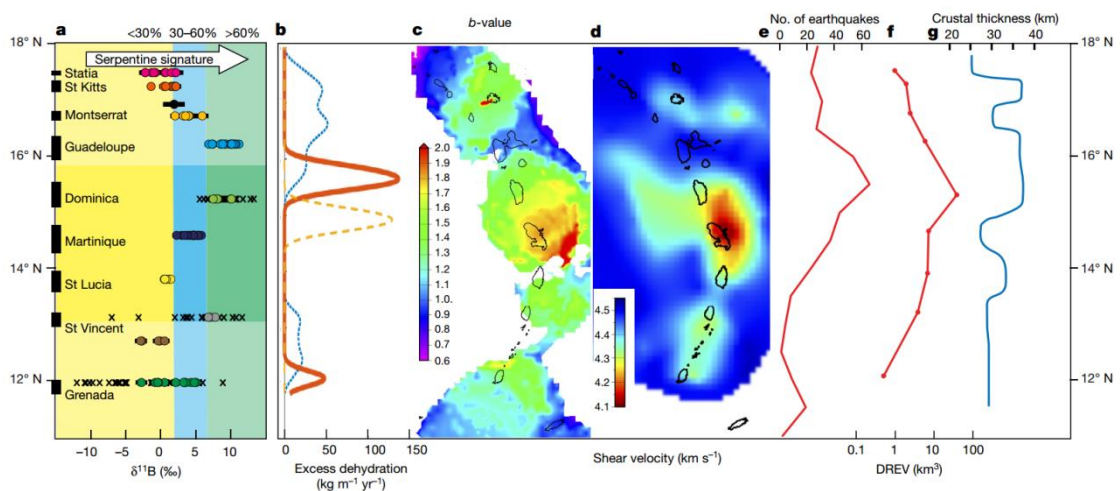 <30% 30–60% >60%
No. of earthquakes
Crustal thickness (km)
a
b
c
b-value
d
e
0 20 40 60
f
g
20 30 40
18° N
16° N
14° N
12° N
Serpentine signature
Statia
St Kitts
Montserrat
Guadeloupe
Dominica
Martinique
St Lucia
St Vincent
Grenada
−10 −5 0 5 10
δ¹¹B (‰)
0 50 100 150
Excess dehydration
(kg m⁻¹ yr⁻¹)
2.0
1.9
1.8
1.7
1.6
1.5
1.4
1.3
1.2
1.1
1.0.
0.9
0.8
0.7
0.6
4.5
4.4
4.3
4.2
4.1
Shear velocity (km s⁻¹)
0.1 1 10 100
DREV (km³)
18° N
16° N
14° N
12° N